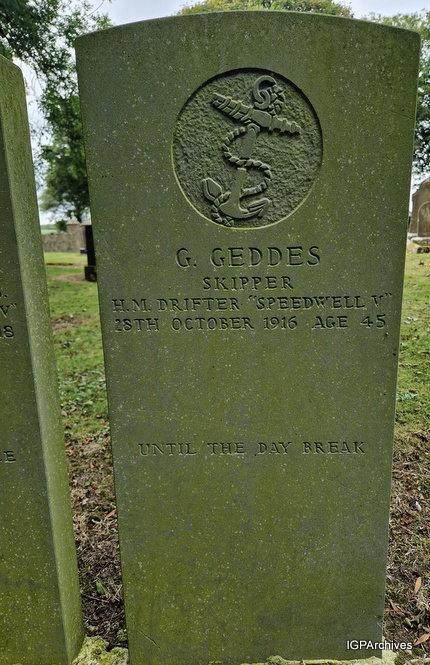 G. GEDDES
SKIPPER
H.M. DRIFTER "SPEEDWELL V"
28TH OCTOBER 1916 AGE 45
UNTIL THE DAY BREAK
IGPArchives